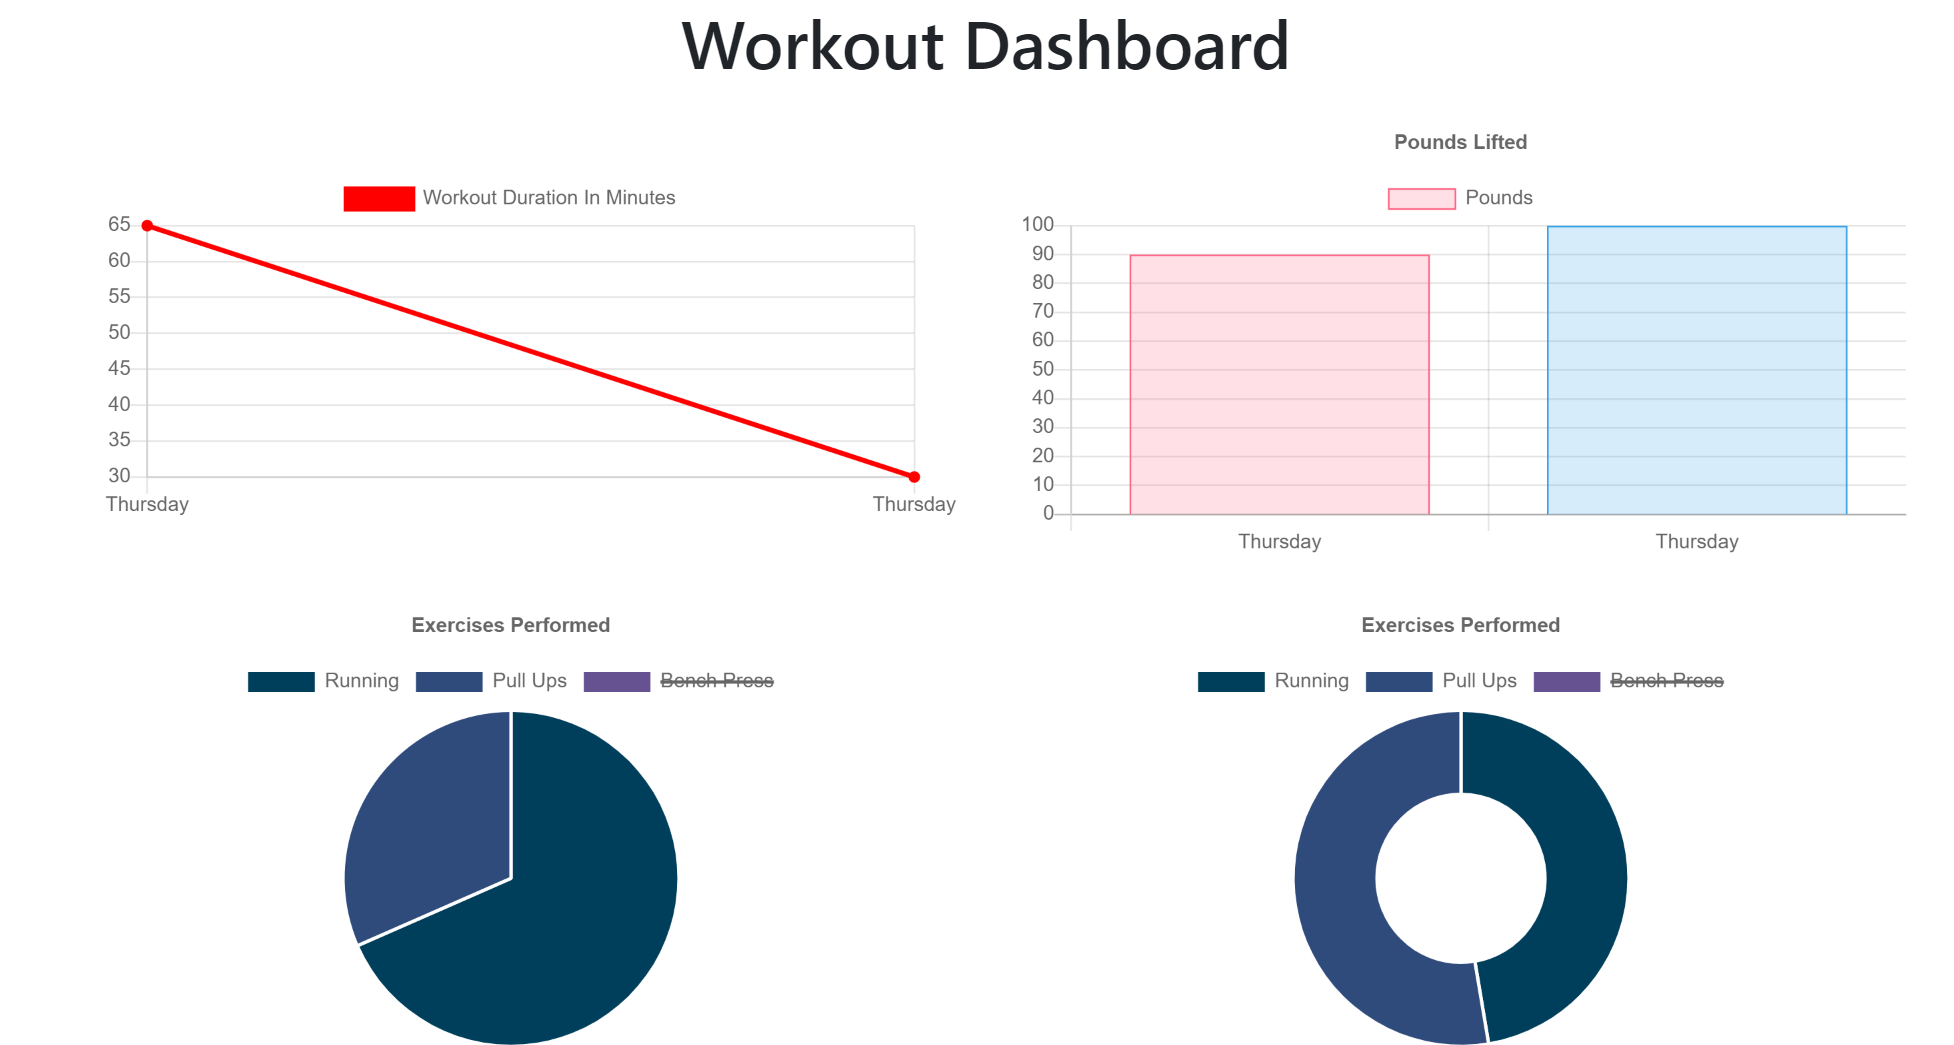 Workout Dashboard
Workout Duration In Minutes
65
60
55
50
45
40
35
30
Thursday Thursday
Pounds Lifted
Pounds
100
90
80
70
60
50
40
30
20
10
0
Thursday Thursday
Exercises Performed
Running Pull Ups Bench Press
Exercises Performed
Running Pull Ups Bench Press